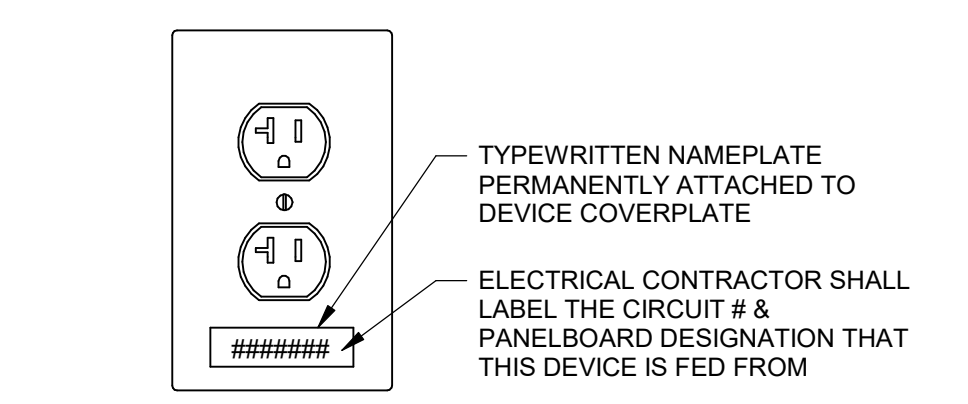 TYPEWRITTEN NAMEPLATE
PERMANENTLY ATTACHED TO
DEVICE COVERPLATE
ELECTRICAL CONTRACTOR SHALL
LABEL THE CIRCUIT # &
PANELBOARD DESIGNATION THAT
THIS DEVICE IS FED FROM
#######